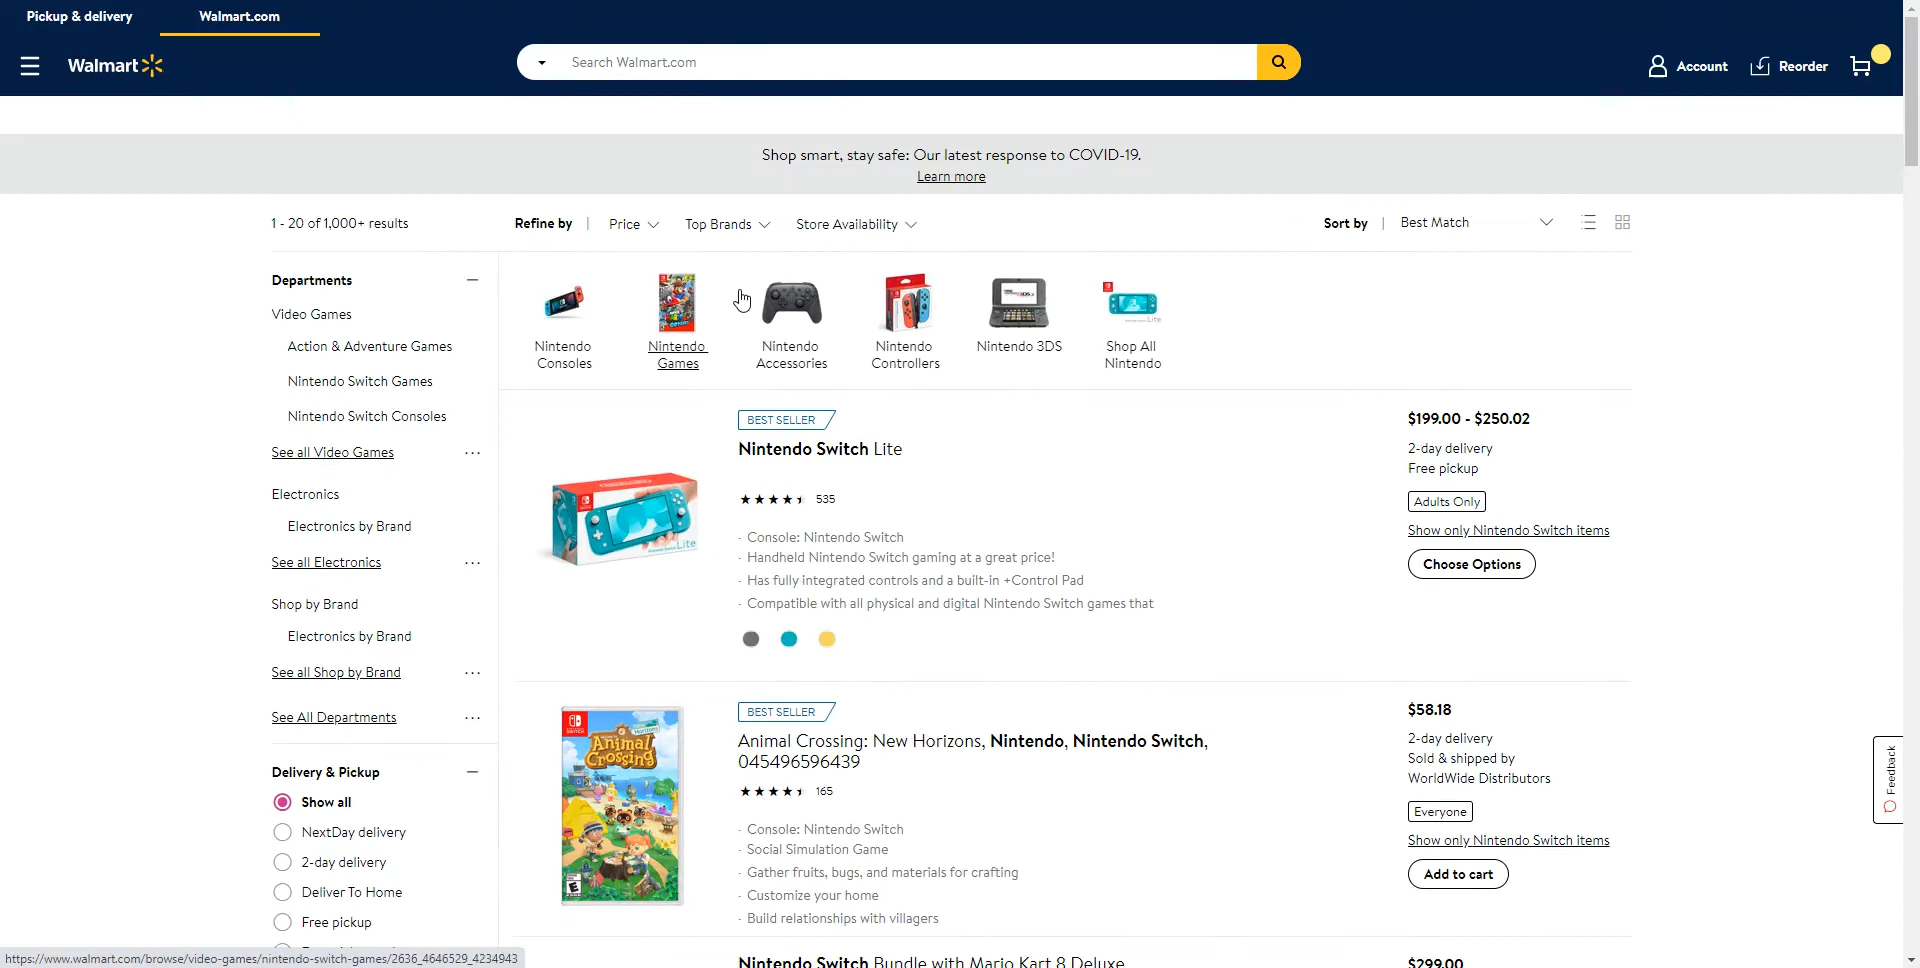 Pickup & delivery
Walmart.com
Walmart
Search Walmart.com
Account
Reorder
Shop smart, stay safe: Our latest response to COVID-19.
Learn more
1 - 20 of 1,000+ results
Refine by | Price Top Brands Store Availability
Sort by | Best Match
Departments
Video Games
Action & Adventure Games
Nintendo Switch Games
Nintendo Switch Consoles
See all Video Games
Electronics
Electronics by Brand
See all Electronics
Shop by Brand
Electronics by Brand
See all Shop by Brand
See All Departments
Delivery & Pickup
Show all
NextDay delivery
2-day delivery
Deliver To Home
Free pickup
Nintendo
Consoles
Nintendo
Games
Nintendo
Accessories
Nintendo
Controllers
Nintendo 3DS
Shop All
Nintendo
BEST SELLER
Nintendo Switch Lite
535
· Console: Nintendo Switch
· Handheld Nintendo Switch gaming at a great price!
· Has fully integrated controls and a built-in +Control Pad
· Compatible with all physical and digital Nintendo Switch games that
$199.00 - $250.02
2-day delivery
Free pickup
Adults Only
Show only Nintendo Switch items
Choose Options
BEST SELLER
Animal Crossing: New Horizons, Nintendo, Nintendo Switch,
045496596439
165
· Console: Nintendo Switch
· Social Simulation Game
· Gather fruits, bugs, and materials for crafting
· Customize your home
· Build relationships with villagers
New Horizons
Animal
Crossing
E
$58.18
2-day delivery
Sold & shipped by
WorldWide Distributors
Everyone
Show only Nintendo Switch items
Add to cart
Feedback
Nintendo Switch Bundle with Mario Kart 8 Deluxe
$299.00
https://www.walmart.com/browse/video-games/nintendo-switch-games/2636_4646529_4234943